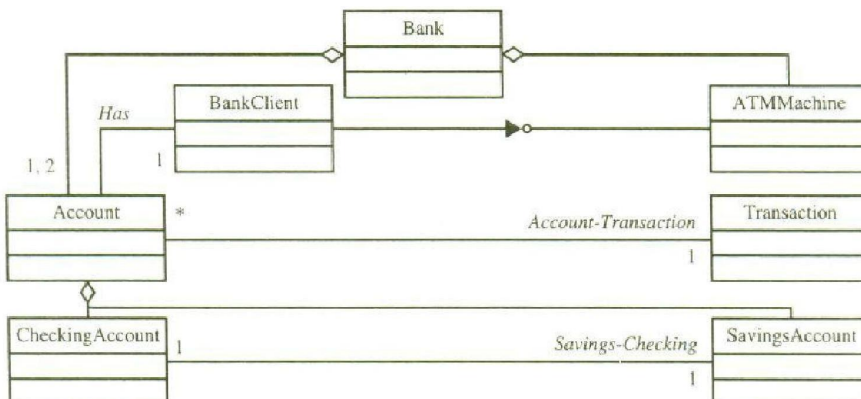 Bank
BankClient
ATMMachine
Has
1, 2
1
Account
*
Account-Transaction
Transaction
1
CheckingAccount
1
Savings-Checking
SavingsAccount
1